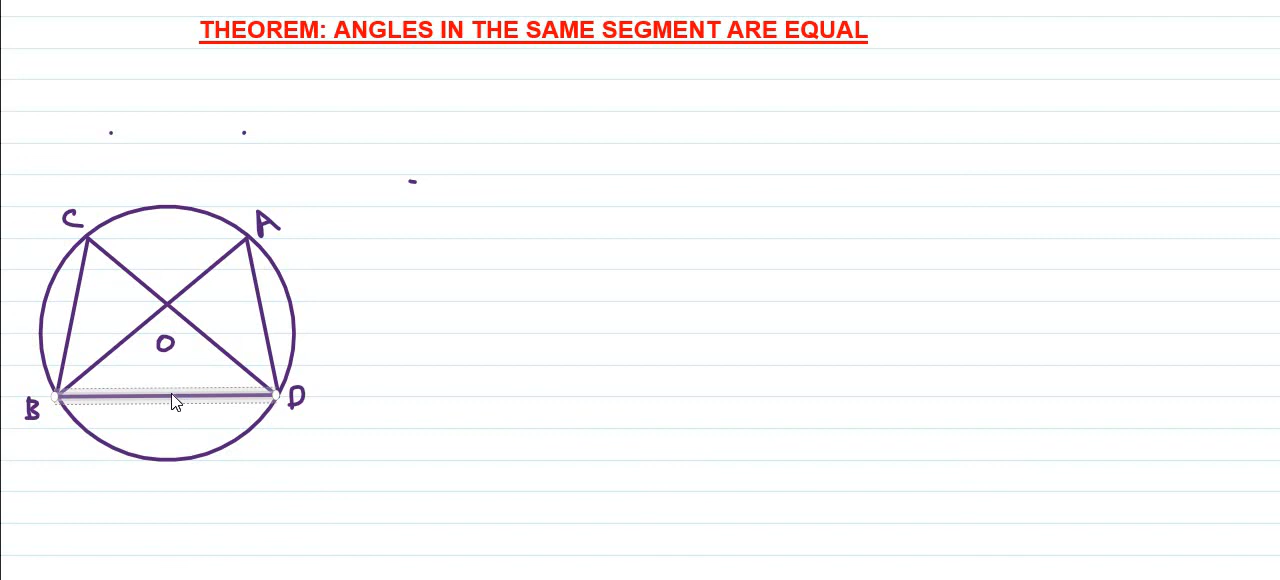 THEOREM: ANGLES IN THE SAME SEGMENT ARE EQUAL
C A
O
B D